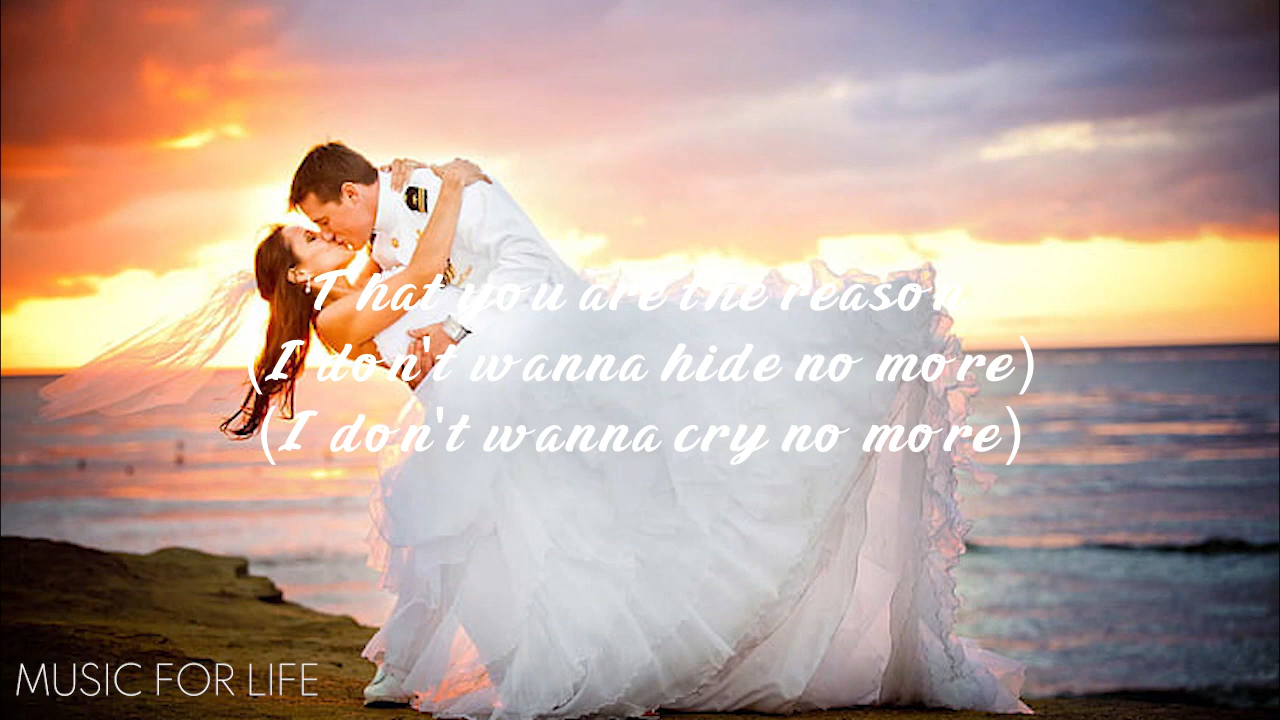 That you are the reason
(I don't wanna hide no more)
(I don't wanna cry no more)
MUSIC FOR LIFE